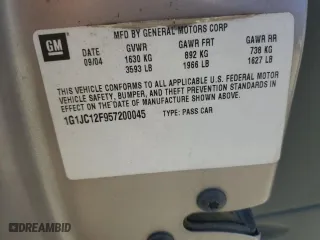 GM
MFD BY GENERAL MOTORS CORP
DATE GVWR GAWR FRT GAWR RR
09/04 1630 KG 892 KG 738 KG
3593 LB 1966 LB 1627 LB
THIS VEHICLE CONFORMS TO ALL APPLICABLE U.S. FEDERAL MOTOR
VEHICLE SAFETY, BUMPER, AND THEFT PREVENTION STANDARDS IN
EFFECT ON THE DATE OF MANUFACTURE SHOWN ABOVE.
1G1JC12F957200045 TYPE: PASS CAR
DREAMBID